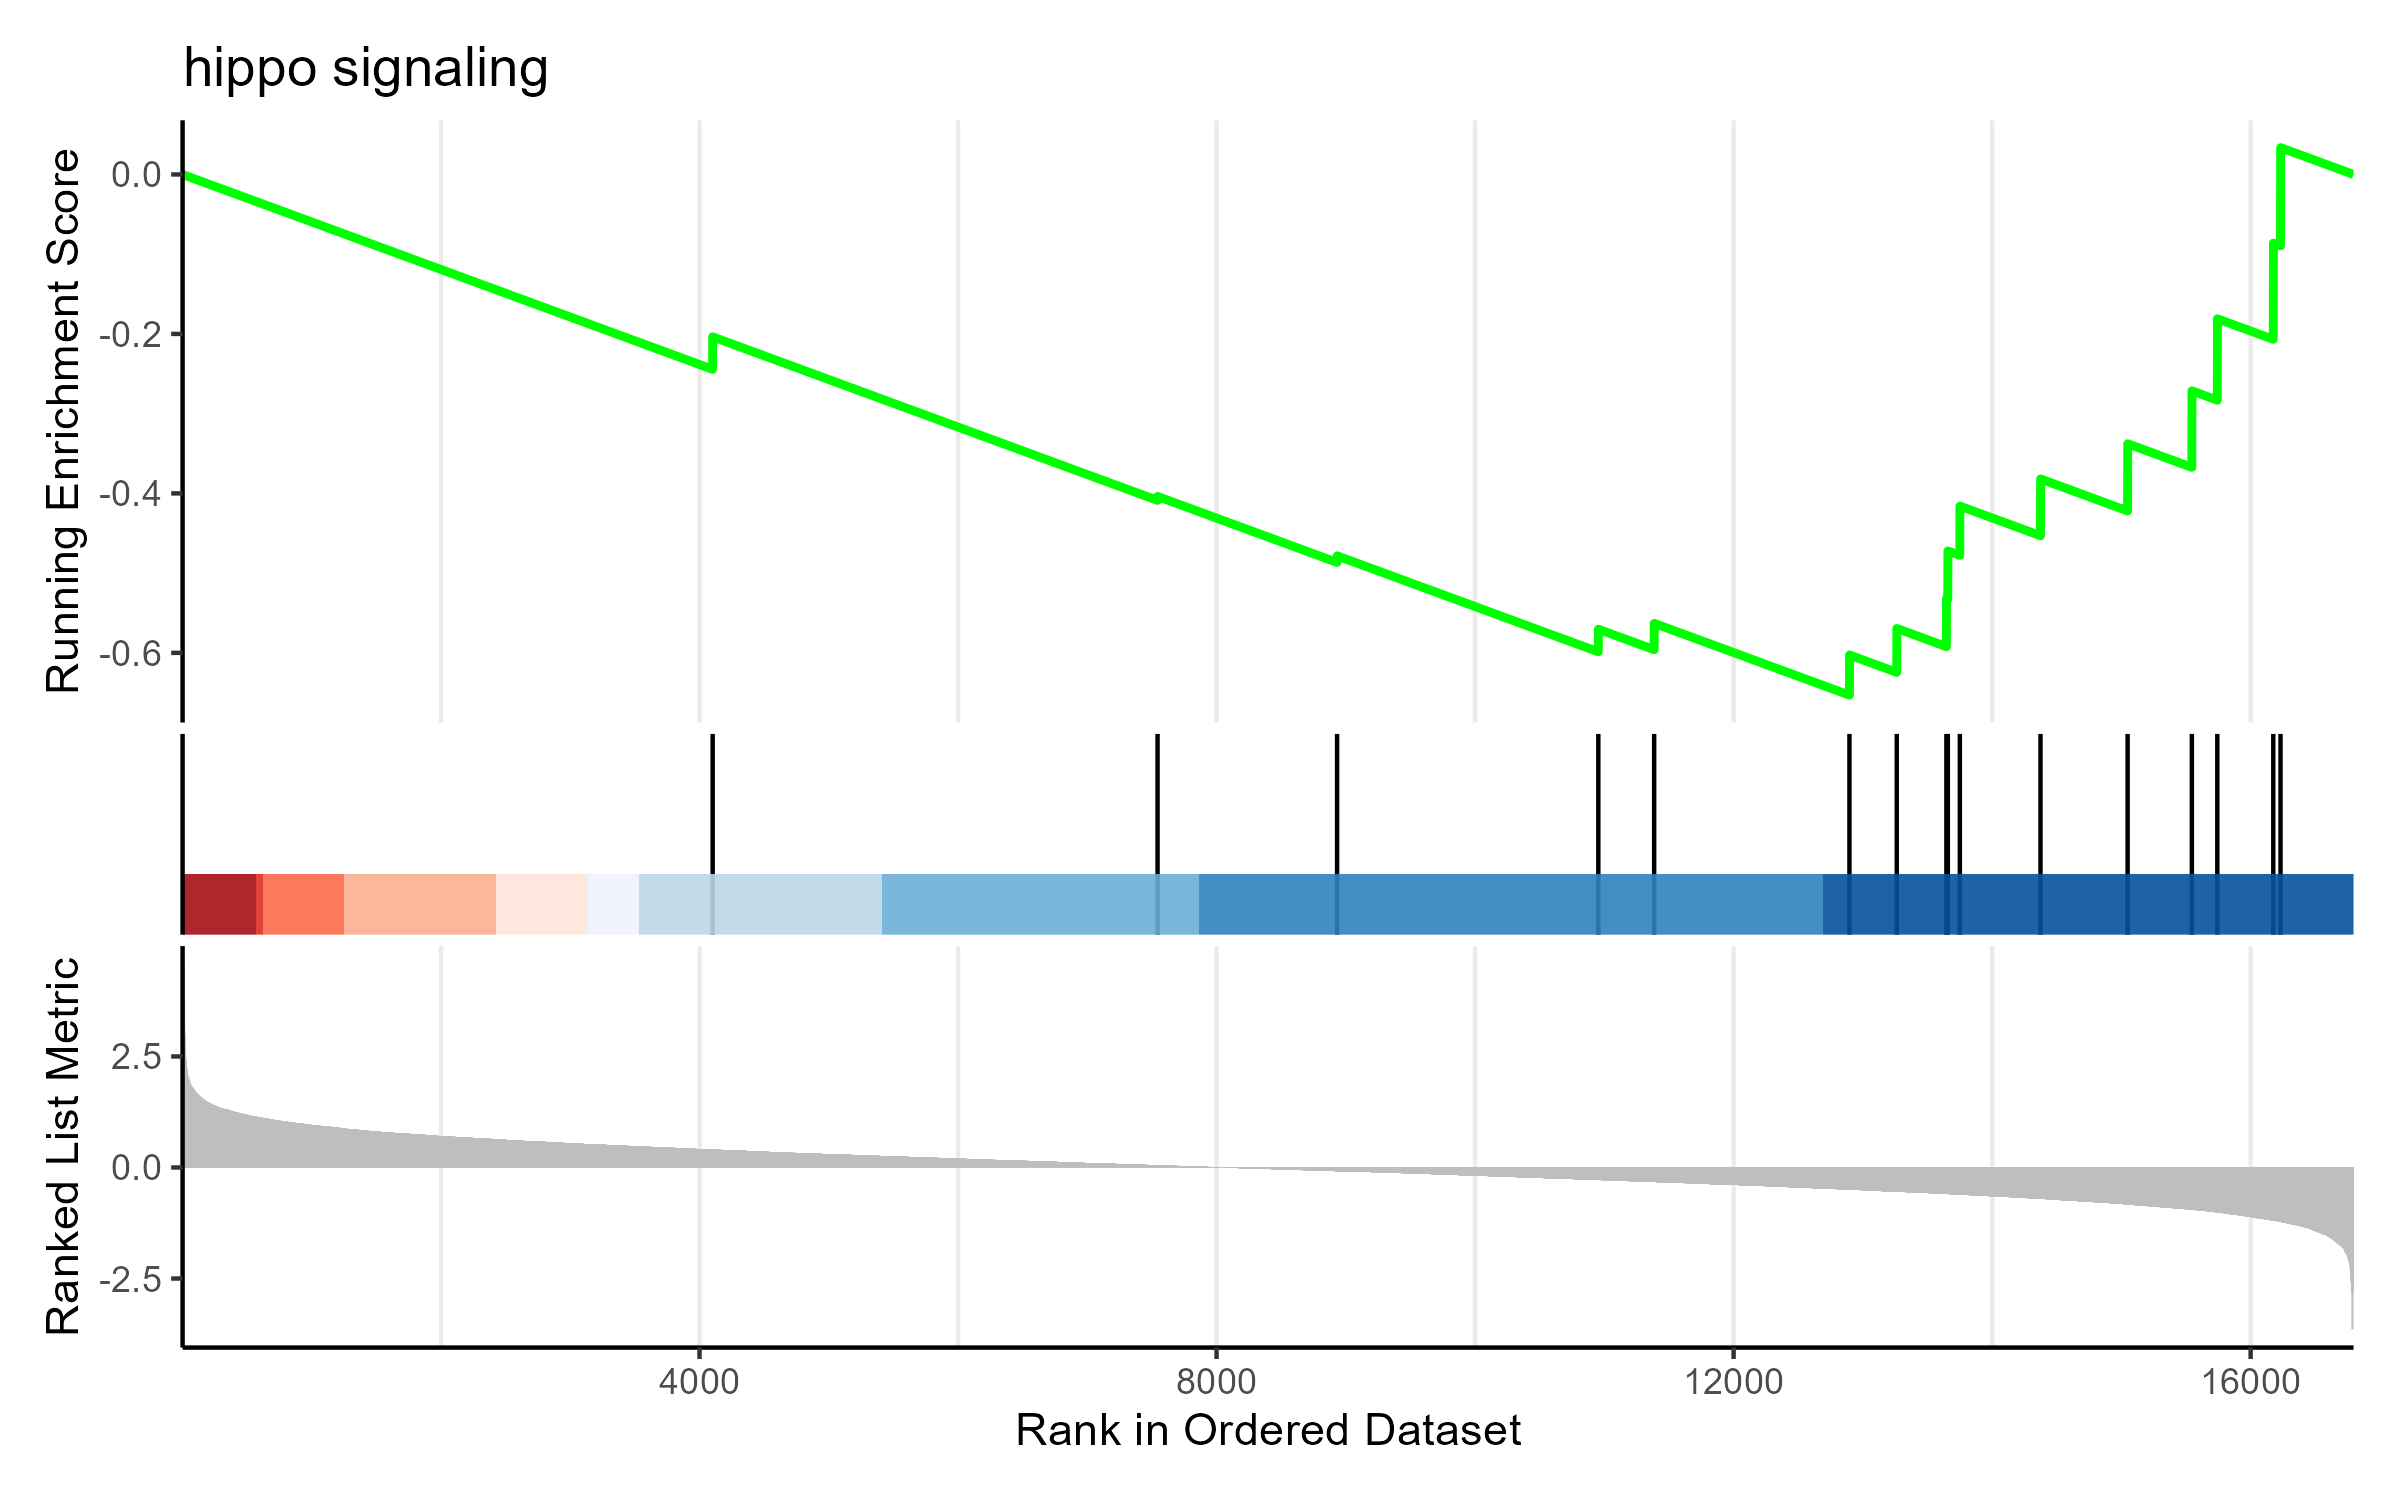 hippo signaling
Running Enrichment Score
0.0
-0.2
-0.4
-0.6
Ranked List Metric
2.5
0.0
-2.5
4000 8000 12000 16000
Rank in Ordered Dataset